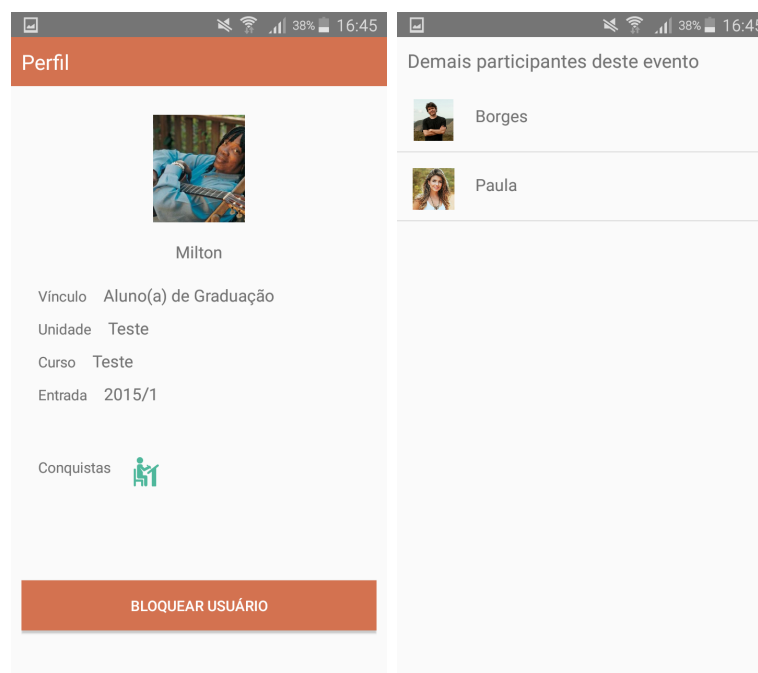 38% 16:45
Perfil
Milton
Vínculo Aluno(a) de Graduação
Unidade Teste
Curso Teste
Entrada 2015/1
Conquistas
BLOQUEAR USUÁRIO
38% 16:45
Demais participantes deste evento
Borges
Paula